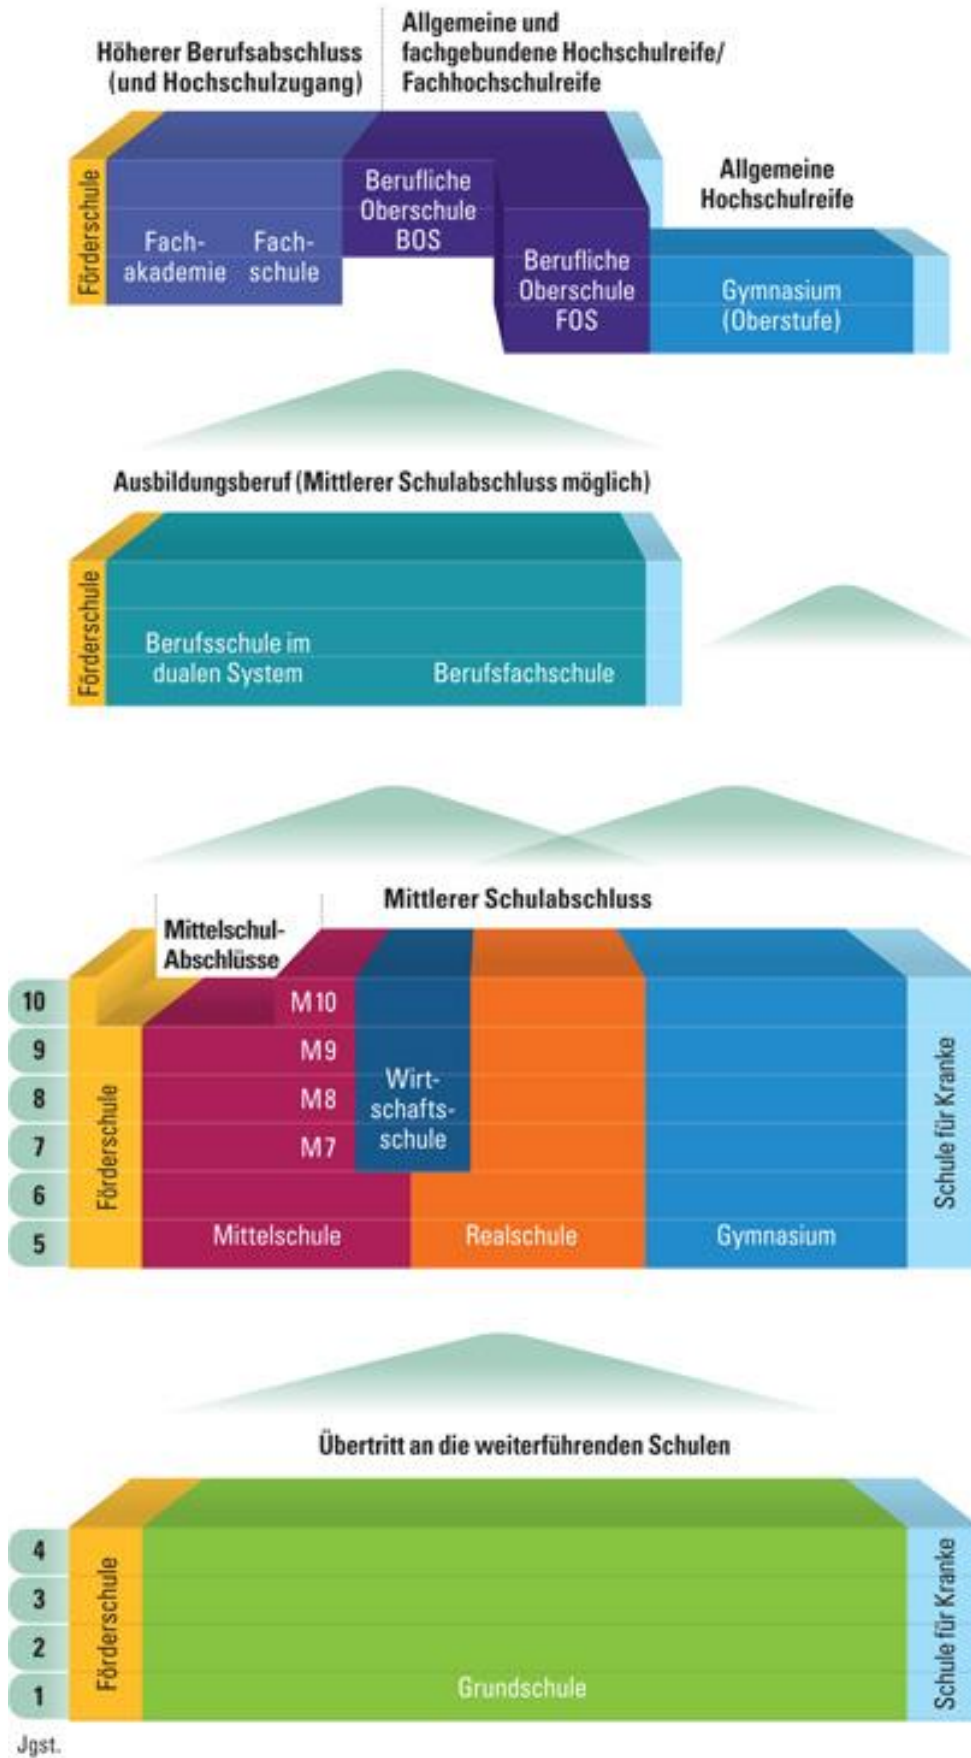 Allgemeine und
fachgebundene Hochschulreife/
Fachhochschulreife
Höherer Berufsabschluss
(und Hochschulzugang)
Allgemeine
Hochschulreife
Förderschule
Fach-
akademie
Fach-
schule
Berufliche
Oberschule
BOS
Berufliche
Oberschule
FOS
Gymnasium
(Oberstufe)
Ausbildungsberuf (Mittlerer Schulabschluss möglich)
Förderschule
Berufsschule im
dualen System
Berufsfachschule
Mittlerer Schulabschluss
Mittelschul-
Abschlüsse
10
9
8
7
6
5
Förderschule
M10
M9
M8
M7
Mittelschule
Wirt-
schafts-
schule
Realschule
Gymnasium
Schule für Kranke
Übertritt an die weiterführenden Schulen
4
3
2
1
Förderschule
Grundschule
Schule für Kranke
Jgst.